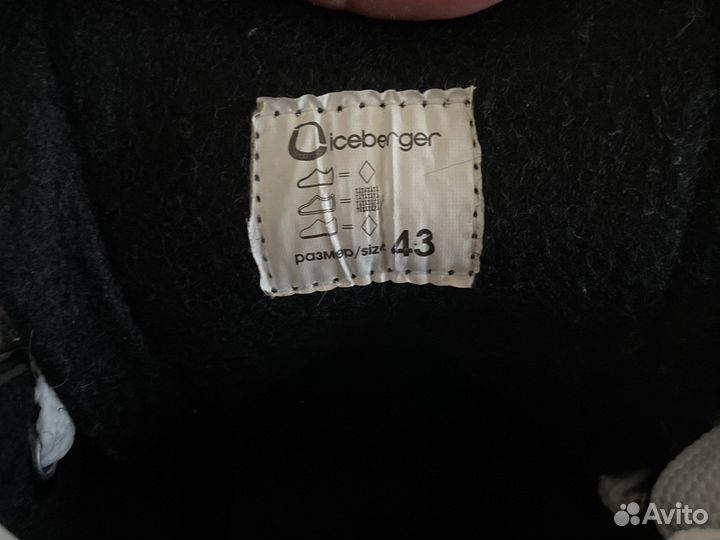 iceberger
=
=
=
размер/size 43
Avito